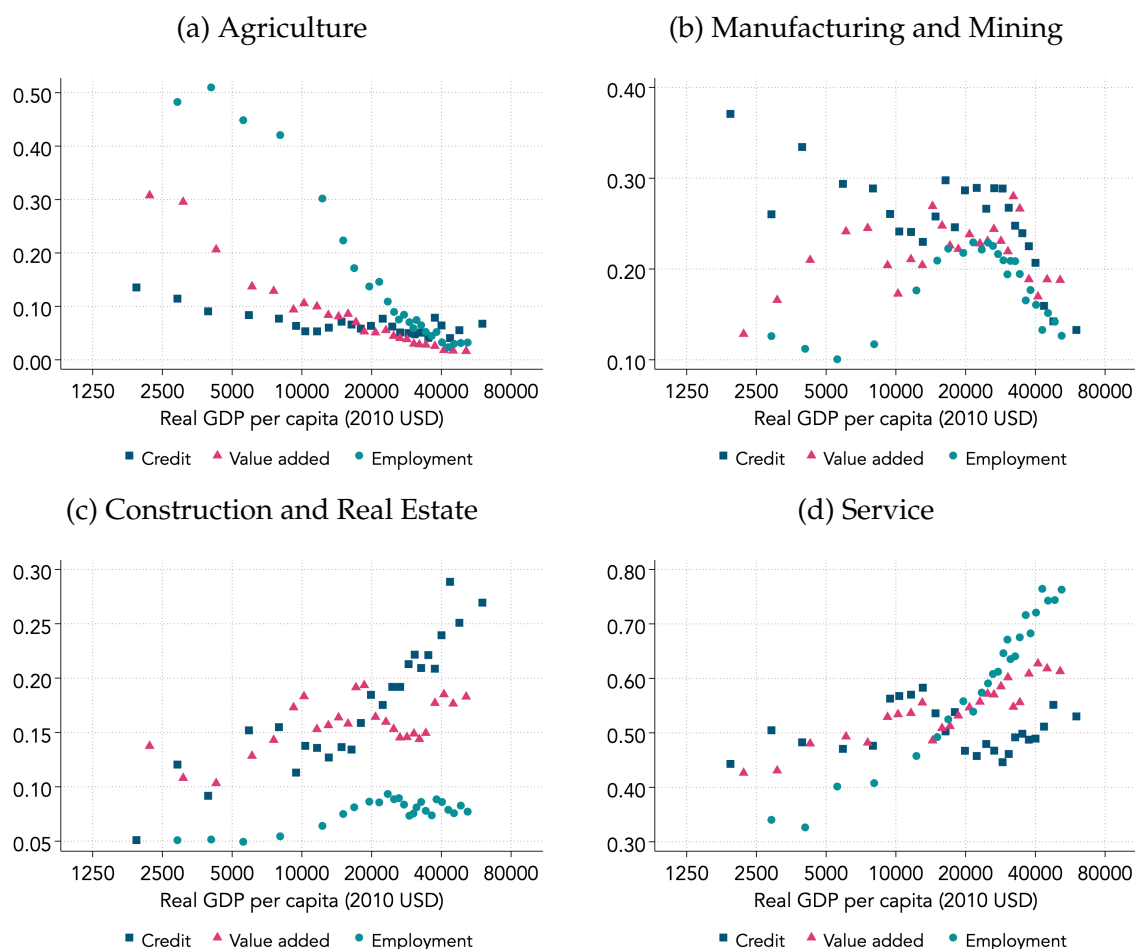 (a) Agriculture
0.50
0.40
0.30
0.20
0.10
0.00
1250 2500 5000 10000 20000 40000 80000
Real GDP per capita (2010 USD)
Credit Value added Employment
(b) Manufacturing and Mining
0.40
0.30
0.20
0.10
1250 2500 5000 10000 20000 40000 80000
Real GDP per capita (2010 USD)
Credit Value added Employment
(c) Construction and Real Estate
0.30
0.25
0.20
0.15
0.10
0.05
1250 2500 5000 10000 20000 40000 80000
Real GDP per capita (2010 USD)
Credit Value added Employment
(d) Service
0.80
0.70
0.60
0.50
0.40
0.30
1250 2500 5000 10000 20000 40000 80000
Real GDP per capita (2010 USD)
Credit Value added Employment